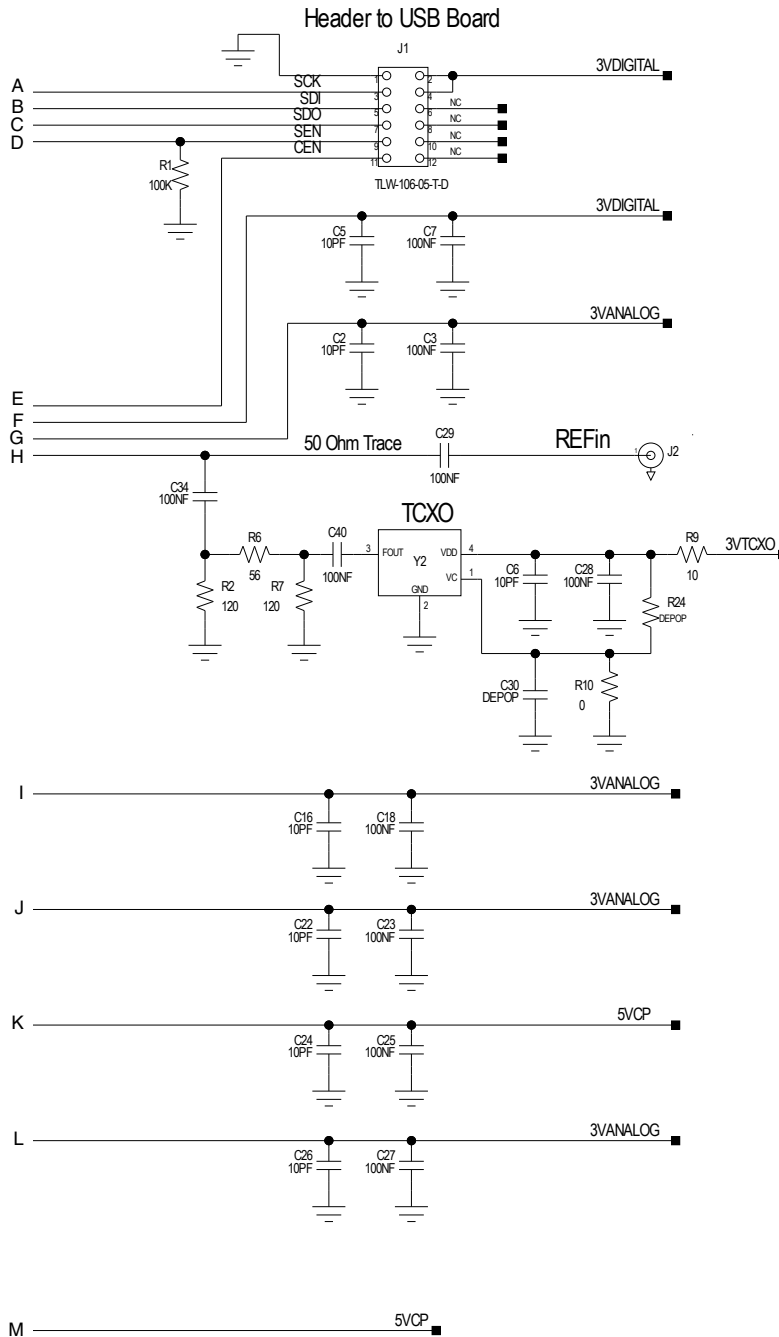 Header to USB Board
J1
3VDIGITAL
1
2
A
SCK
3
4
B
SDI
5
6
NC
C
SDO
7
8
NC
D
SEN
9
10
NC
CEN
11
12
NC
R1
100K
TLW-106-05-T-D
3VDIGITAL
C5
10PF
C7
100NF
3VANALOG
C2
10PF
C3
100NF
E
F
G
H
50 Ohm Trace
C29
100NF
REFin
1
J2
C34
100NF
TCXO
R6
56
C40
100NF
3
FOUT
Y2
VDD
4
VC
1
GND
2
R9
10
3VTCXO
R2
120
R7
120
C6
10PF
C28
100NF
R24
DEPOP
C30
DEPOP
R10
0
I
3VANALOG
C16
10PF
C18
100NF
J
3VANALOG
C22
10PF
C23
100NF
K
5VCP
C24
10PF
C25
100NF
L
3VANALOG
C26
10PF
C27
100NF
M
5VCP